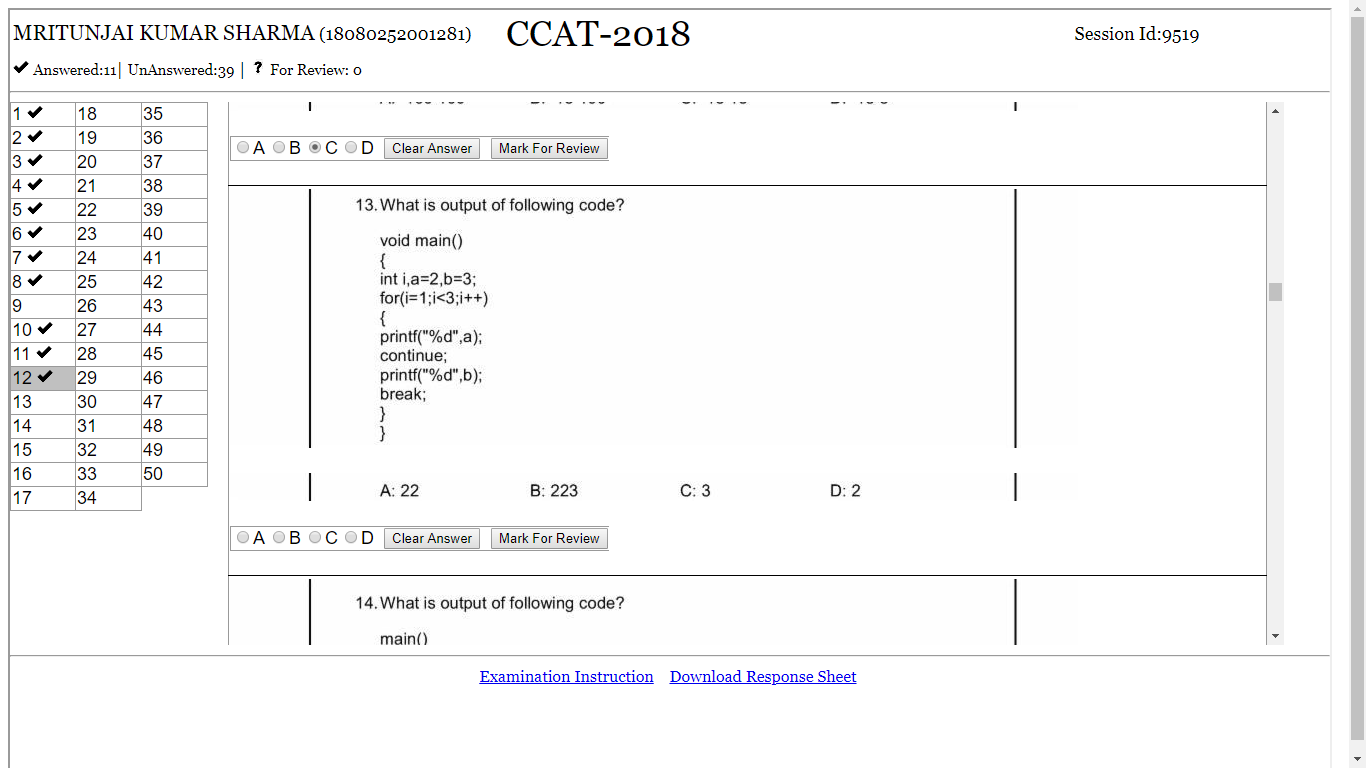 MRITUNJAI KUMAR SHARMA (18080252001281) CCAT-2018 Session Id:9519
Answered:11| UnAnswered:39 | ? For Review: 0
1 18 35
2 19 36
3 20 37
4 21 38
5 22 39
6 23 40
7 24 41
8 25 42
9 26 43
10 27 44
11 28 45
12 29 46
13 30 47
14 31 48
15 32 49
16 33 50
17 34
A B C D Clear Answer Mark For Review
13. What is output of following code?
void main()
{
int i,a=2,b=3;
for(i=1;i<3;i++)
{
printf("%d",a);
continue;
printf("%d",b);
break;
}
}
A: 22 B: 223 C: 3 D: 2
A B C D Clear Answer Mark For Review
14. What is output of following code?
main()
Examination Instruction Download Response Sheet